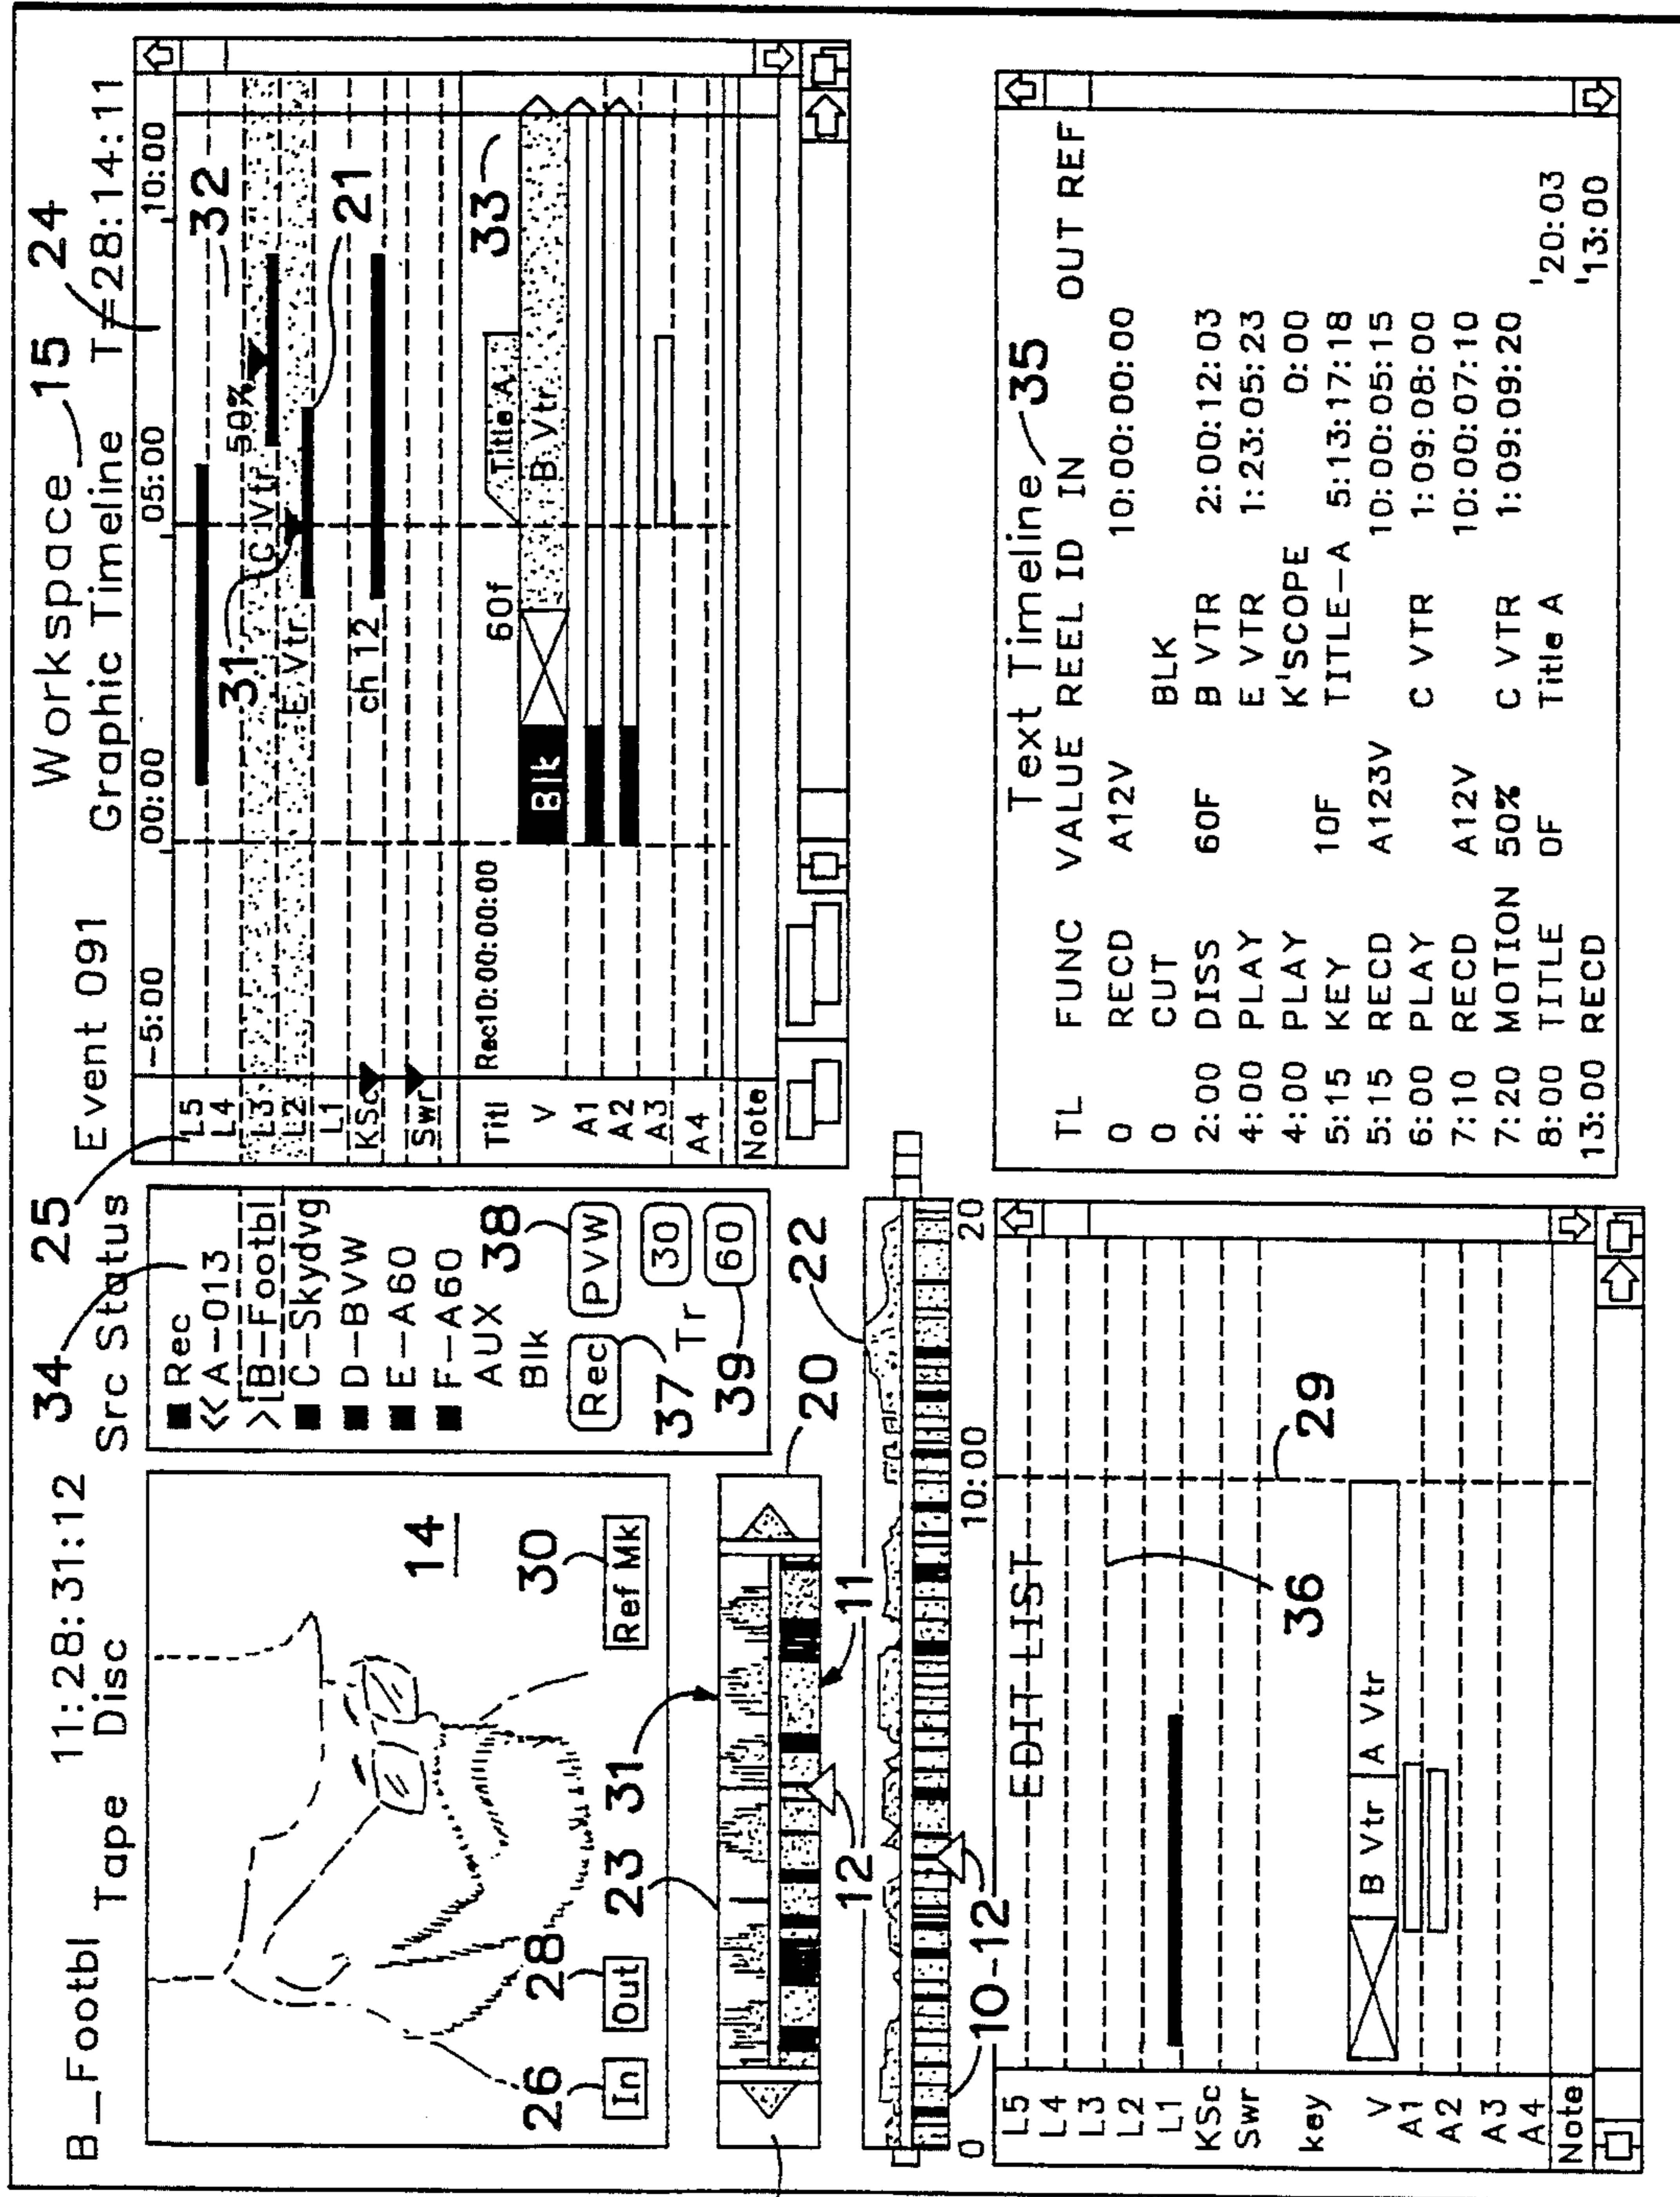 B_Footbl 11:28:31:12
Tape Disc
14
26
In
28
Out
30
Ref Mk
23
31
11
12
20
22
10
12
0
10:00
20
34
25
Src Status
Rec
<< A-013
> B-Footbl
C-Skydvg
D-BVW
E-A60
F-A60
AUX
Blk
38
Rec
PVW
37
Tr
30
39
60
Event 091
Workspace 15
24
Graphic Timeline T=28:14:11
-5:00
00:00
05:00
10:00
L5
L4
L3
L2
L1
KSc
Swr
Titl
V
A1
A2
A3
A4
Note
32
50%
C Vtr
31
E Vtr
21
ch 12
Rec10:00:00:00
60f
Title A
33
Blk
B Vtr
EDIT LIST
L5
L4
L3
L2
L1
KSc
Swr
key
V
A1
A2
A3
A4
Note
36
29
B Vtr
A Vtr
Text Timeline 35
TL FUNC VALUE REEL ID IN OUT REF
0 RECD A12V 10:00:00:00
0 CUT BLK
2:00 DISS 60F B VTR 2:00:12:03
4:00 PLAY E VTR 1:23:05:23
4:00 PLAY 10F K'SCOPE 0:00
5:15 KEY TITLE-A 5:13:17:18
5:15 RECD A123V 10:00:05:15
6:00 PLAY C VTR 1:09:08:00
7:10 RECD A12V 10:00:07:10
7:20 MOTION 50% C VTR 1:09:09:20
8:00 TITLE 0F Title A '20:03
13:00 RECD '13:00